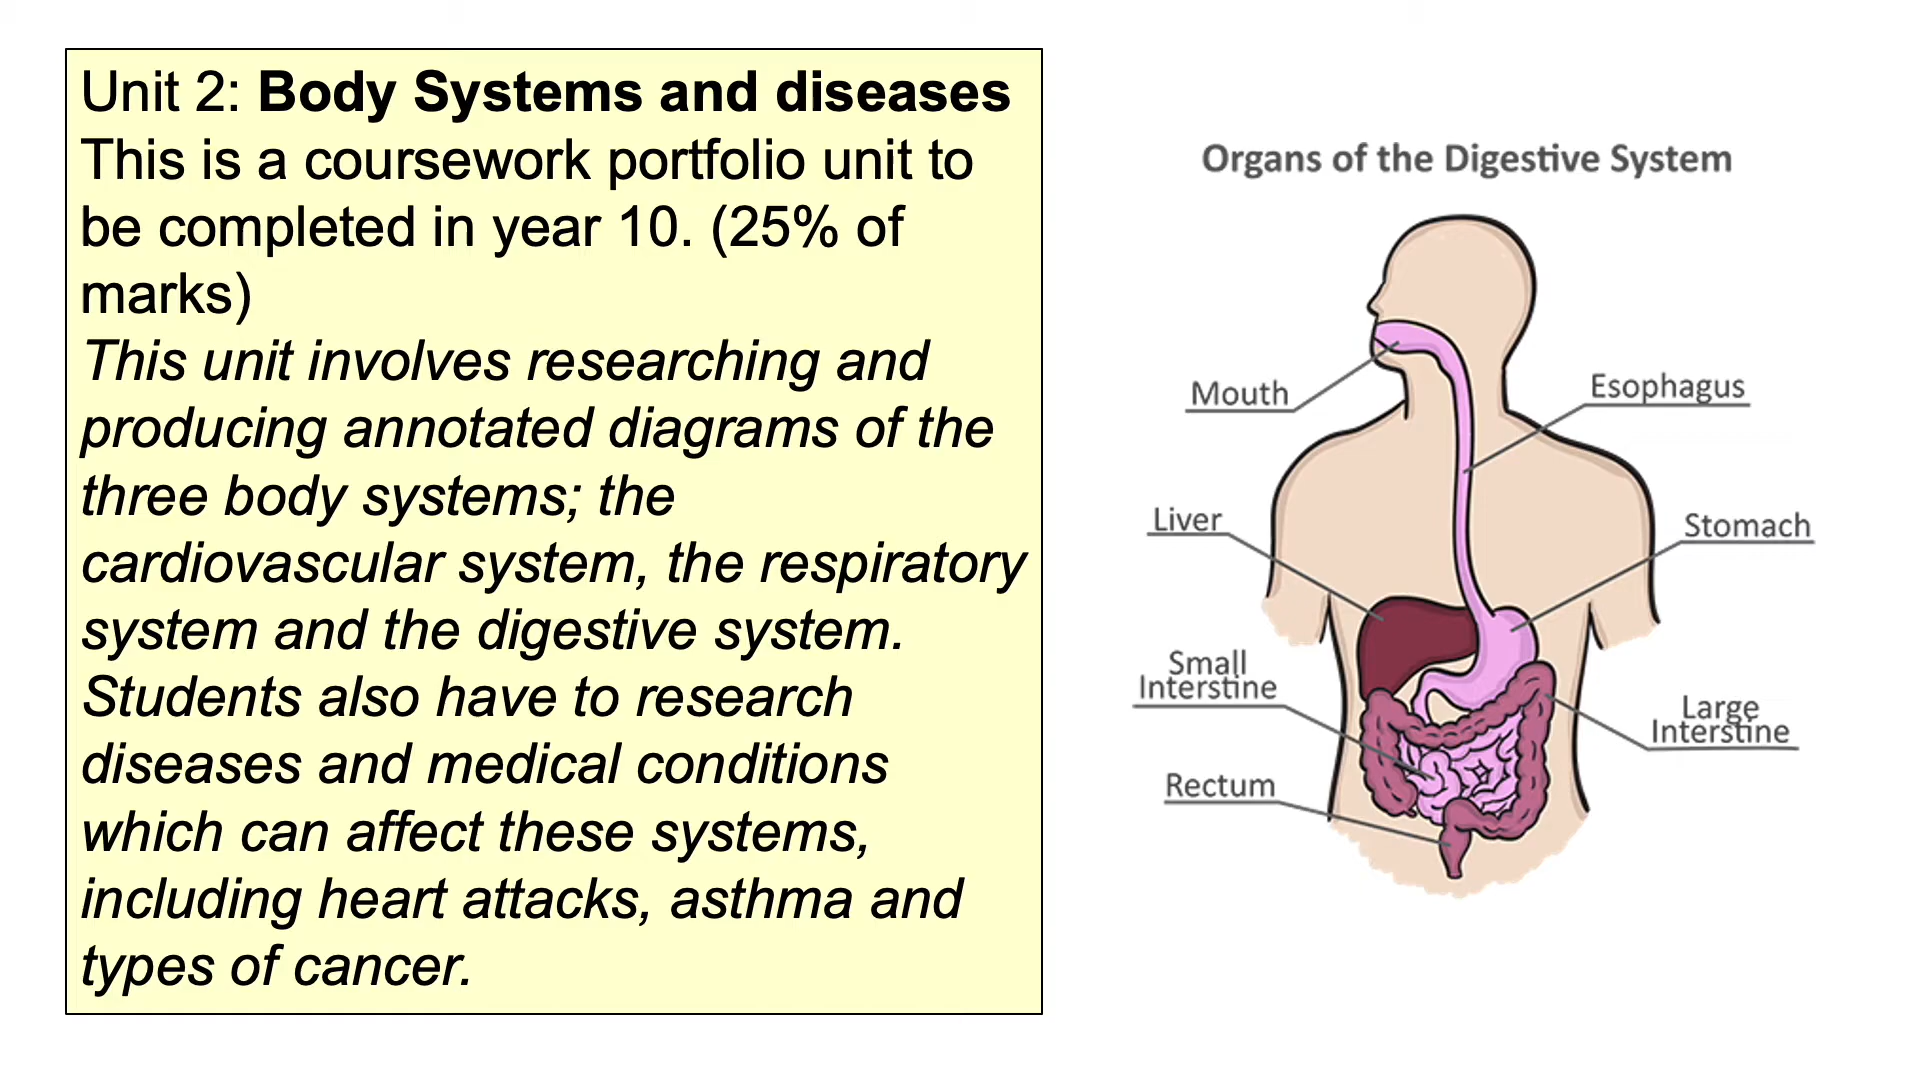 Unit 2: Body Systems and diseases
This is a coursework portfolio unit to
be completed in year 10. (25% of
marks)
This unit involves researching and
producing annotated diagrams of the
three body systems; the
cardiovascular system, the respiratory
system and the digestive system.
Students also have to research
diseases and medical conditions
which can affect these systems,
including heart attacks, asthma and
types of cancer.
Organs of the Digestive System
Mouth
Esophagus
Liver
Stomach
Small
Interstine
Large
Interstine
Rectum